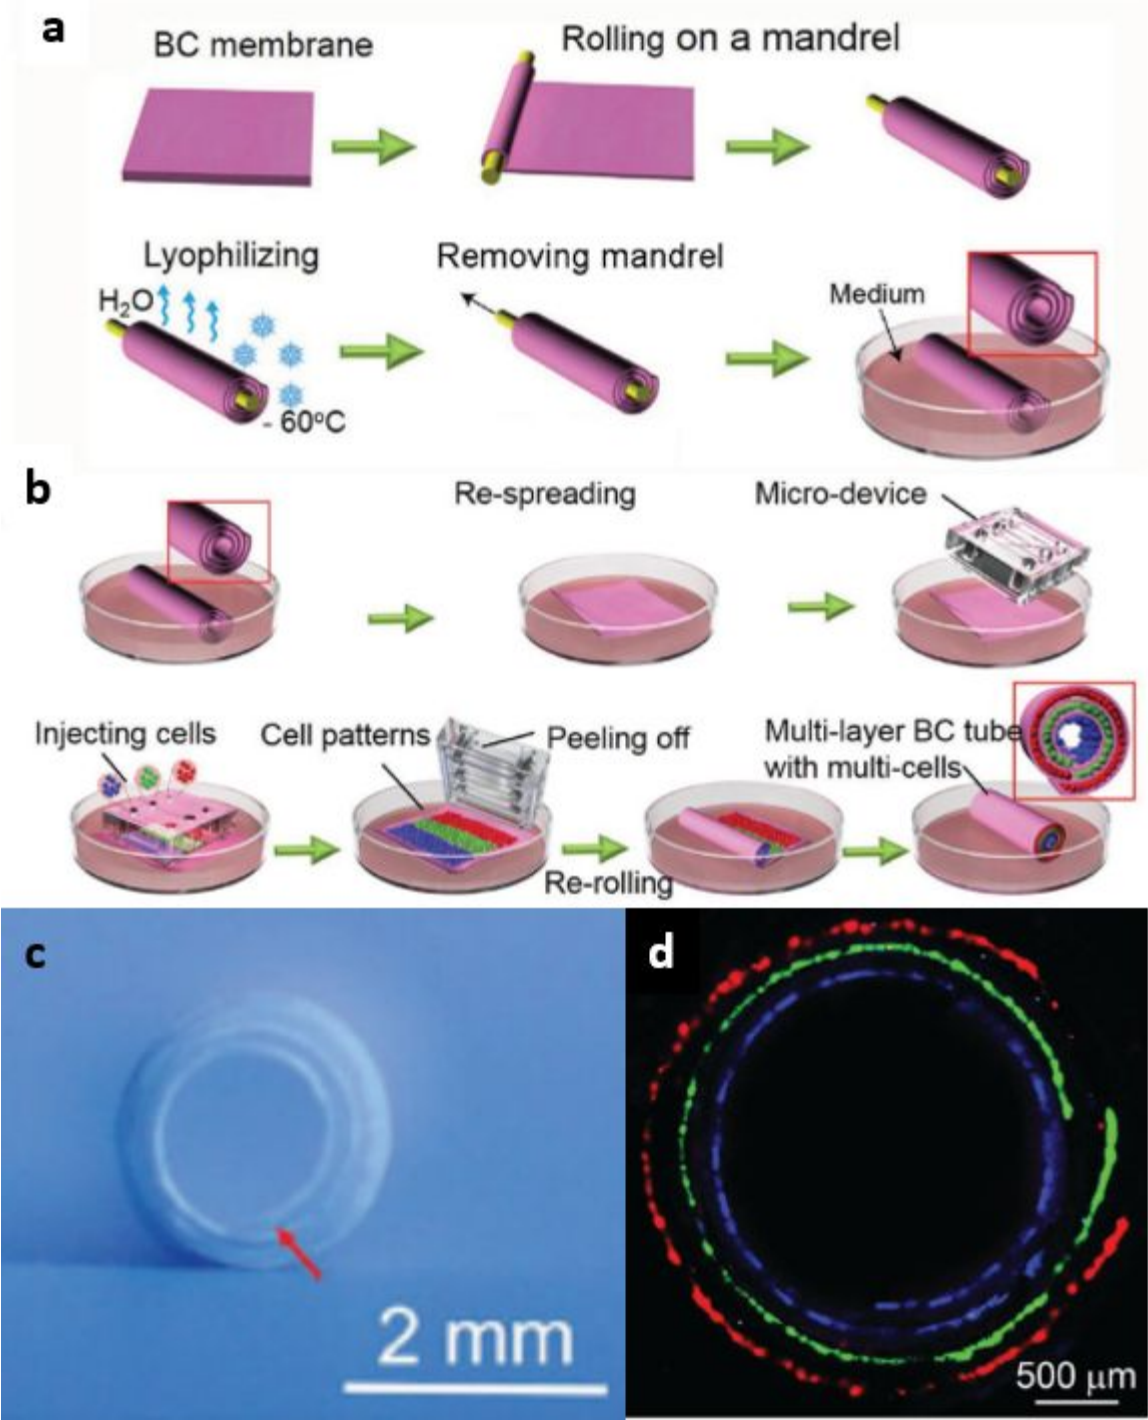 a
BC membrane
Rolling on a mandrel
Lyophilizing
H₂O
- 60°C
Removing mandrel
Medium
b
Re-spreading
Micro-device
Injecting cells
Cell patterns
Peeling off
Re-rolling
Multi-layer BC tube
with multi-cells
c
2 mm
d
500 μm